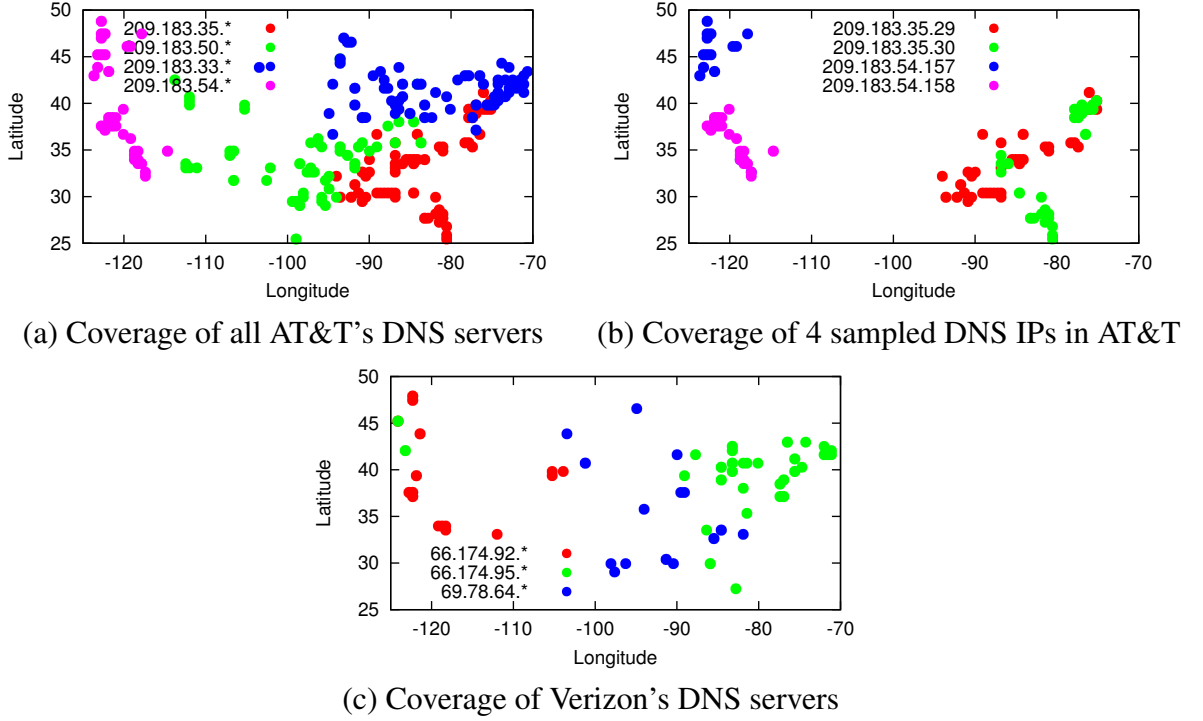 50
45
40
35
30
25
Latitude
209.183.35.*
209.183.50.*
209.183.33.*
209.183.54.*
-120 -110 -100 -90 -80 -70
Longitude
(a) Coverage of all AT&T's DNS servers
50
45
40
35
30
25
Latitude
209.183.35.29
209.183.35.30
209.183.54.157
209.183.54.158
-120 -110 -100 -90 -80 -70
Longitude
(b) Coverage of 4 sampled DNS IPs in AT&T
50
45
40
35
30
25
Latitude
66.174.92.*
66.174.95.*
69.78.64.*
-120 -110 -100 -90 -80 -70
Longitude
(c) Coverage of Verizon's DNS servers